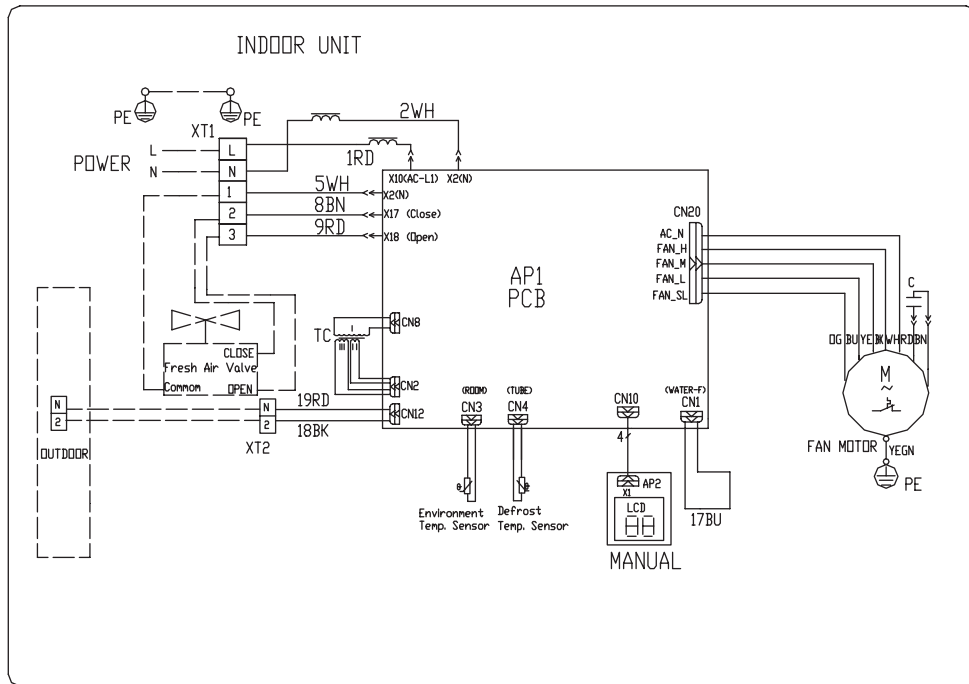 INDOOR UNIT
PE
PE
XT1
POWER
L
N
L
N
1
2
3
2WH
1RD
5WH
8BN
9RD
X10(AC-L1)
X2(N)
X2(N)
X17 (Close)
X18 (Open)
AP1
PCB
CN20
AC_N
FAN_H
FAN_M
FAN_L
FAN_SL
C
OG BU YE BK WH RD BN
M
~
FAN MOTOR
YEGN
PE
TC
I
III
II
CN8
CN2
CN12
CLOSE
Fresh Air Valve
Commom
OPEN
19RD
18BK
N
2
XT2
N
2
OUTDOOR
(ROOM)
CN3
(TUBE)
CN4
CN10
(WATER-F)
CN1
4
Environment
Temp. Sensor
Defrost
Temp. Sensor
AP2
X1
LCD
88
MANUAL
17BU